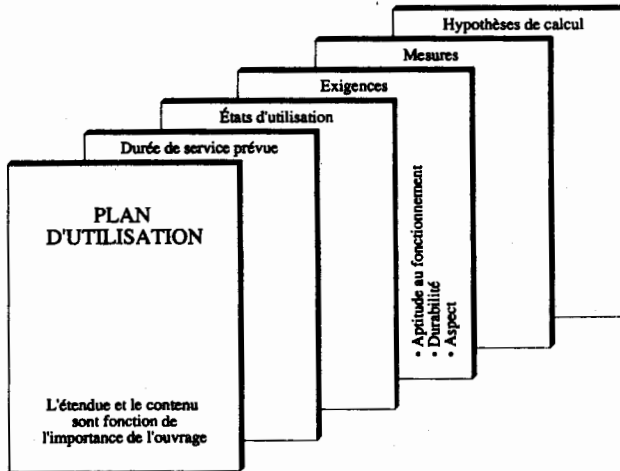 Hypothèses de calcul
Mesures
Exigences
États d'utilisation
Durée de service prévue
PLAN
D'UTILISATION
• Aptitude au fonctionnement
• Durabilité
• Aspect
L'étendue et le contenu
sont fonction de
l'importance de l'ouvrage